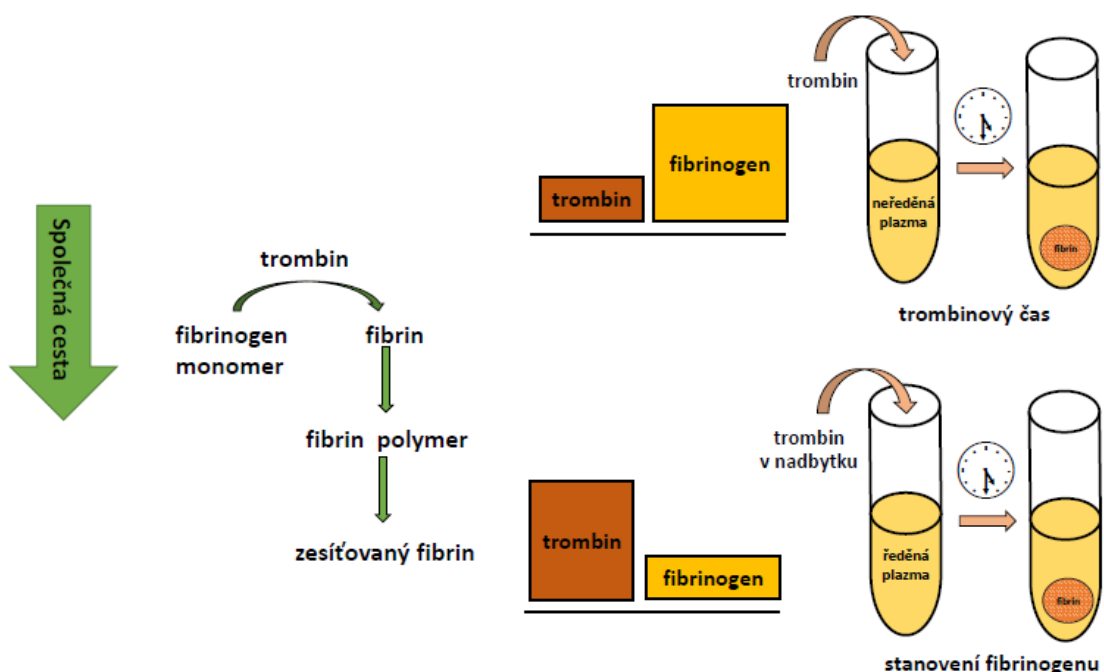 Společná cesta
trombin
fibrinogen
monomer
fibrin
fibrin polymer
zesíťovaný fibrin
trombin
fibrinogen
trombin
neředěná
plazma
fibrin
trombinový čas
trombin
fibrinogen
trombin
v nadbytku
ředěná
plazma
fibrin
stanovení fibrinogenu